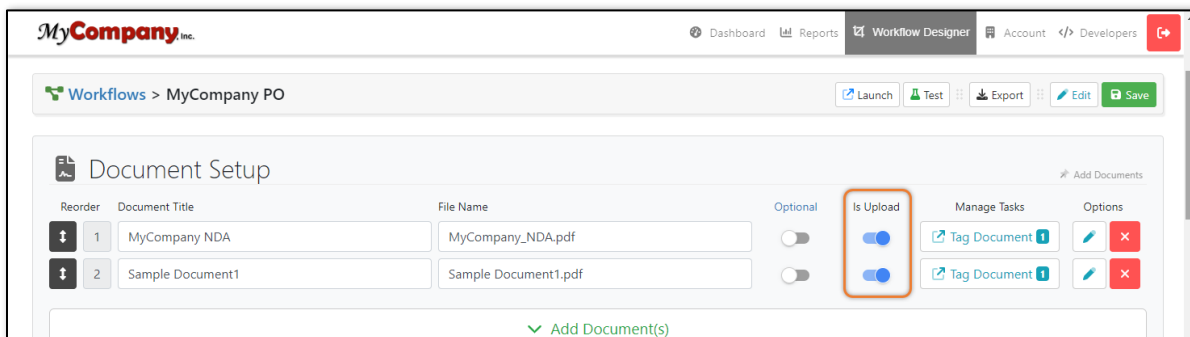 MyCompany, Inc.
Dashboard Reports Workflow Designer Account </> Developers
Workflows > MyCompany PO
Launch Test Export Edit Save
Document Setup
Add Documents
Reorder Document Title File Name Optional Is Upload Manage Tasks Options
1 MyCompany NDA MyCompany_NDA.pdf Tag Document 1
2 Sample Document1 Sample Document1.pdf Tag Document 1
Add Document(s)